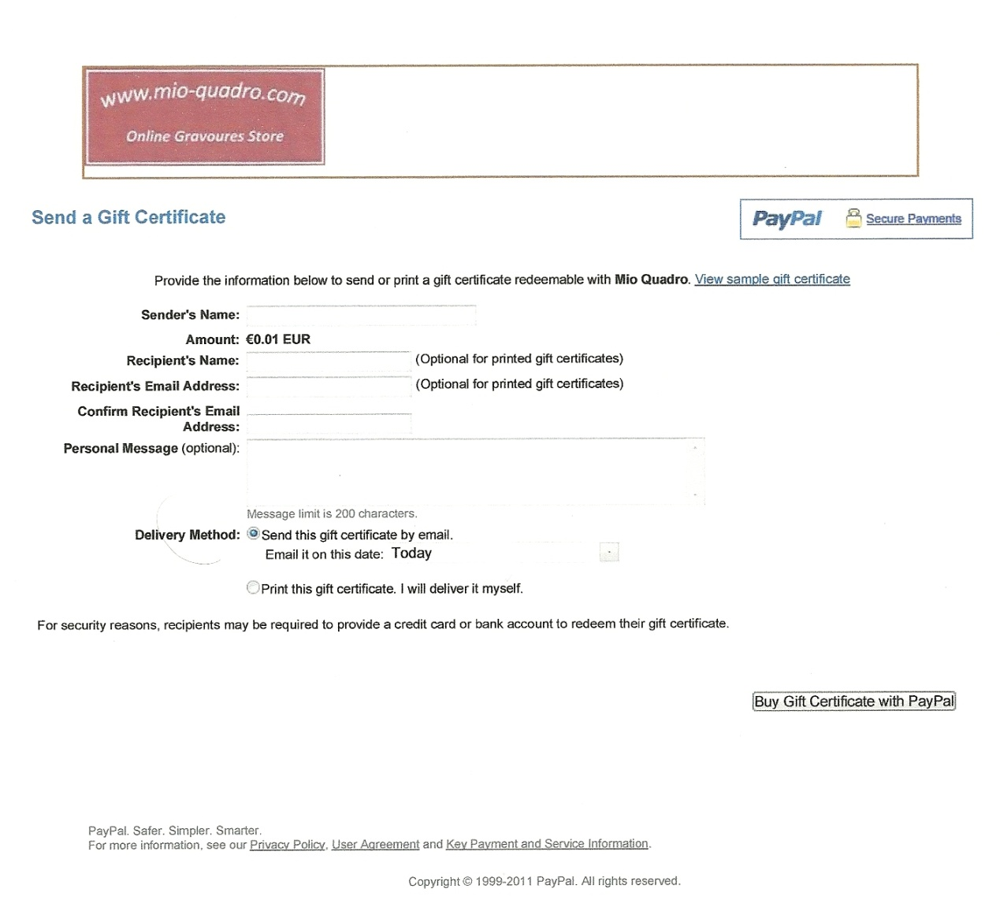 www.mio-quadro.com
Online Gravoures Store
Send a Gift Certificate
PayPal Secure Payments
Provide the information below to send or print a gift certificate redeemable with Mio Quadro. View sample gift certificate
Sender's Name:
Amount: €0.01 EUR
Recipient's Name: (Optional for printed gift certificates)
Recipient's Email Address: (Optional for printed gift certificates)
Confirm Recipient's Email
Address:
Personal Message (optional):
Message limit is 200 characters.
Delivery Method: Send this gift certificate by email.
Email it on this date: Today
Print this gift certificate. I will deliver it myself.
For security reasons, recipients may be required to provide a credit card or bank account to redeem their gift certificate.
Buy Gift Certificate with PayPal
PayPal. Safer. Simpler. Smarter.
For more information, see our Privacy Policy, User Agreement and Key Payment and Service Information.
Copyright © 1999-2011 PayPal. All rights reserved.